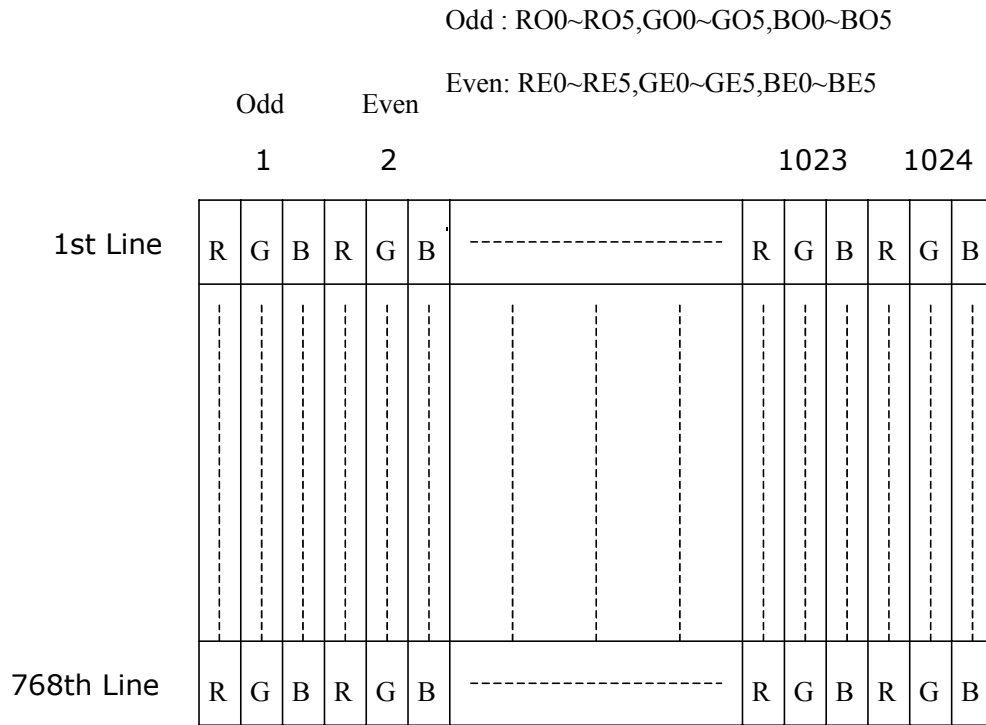 Odd : RO0~RO5,GO0~GO5,BO0~BO5
Even: RE0~RE5,GE0~GE5,BE0~BE5
Odd Even
1 2 1023 1024
1st Line R G B R G B R G B R G B
768th Line R G B R G B R G B R G B